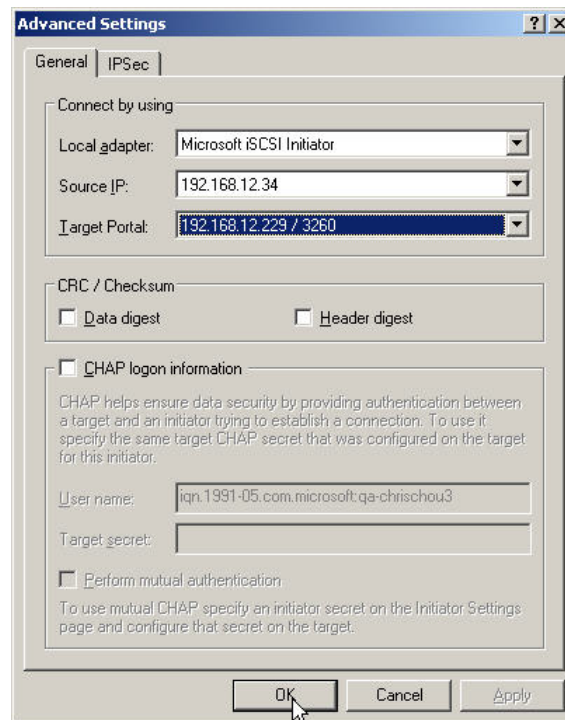 Advanced Settings
General IPSec
Connect by using
Local adapter: Microsoft iSCSI Initiator
Source IP: 192.168.12.34
Target Portal: 192.168.12.229 / 3260
CRC / Checksum
Data digest Header digest
CHAP logon information
CHAP helps ensure data security by providing authentication between
a target and an initiator trying to establish a connection. To use it
specify the same target CHAP secret that was configured on the target
for this initiator.
User name: iqn.1991-05.com.microsoft:qa-chrischou3
Target secret:
Perform mutual authentication
To use mutual CHAP specify an initiator secret on the Initiator Settings
page and configure that secret on the target.
OK Cancel Apply